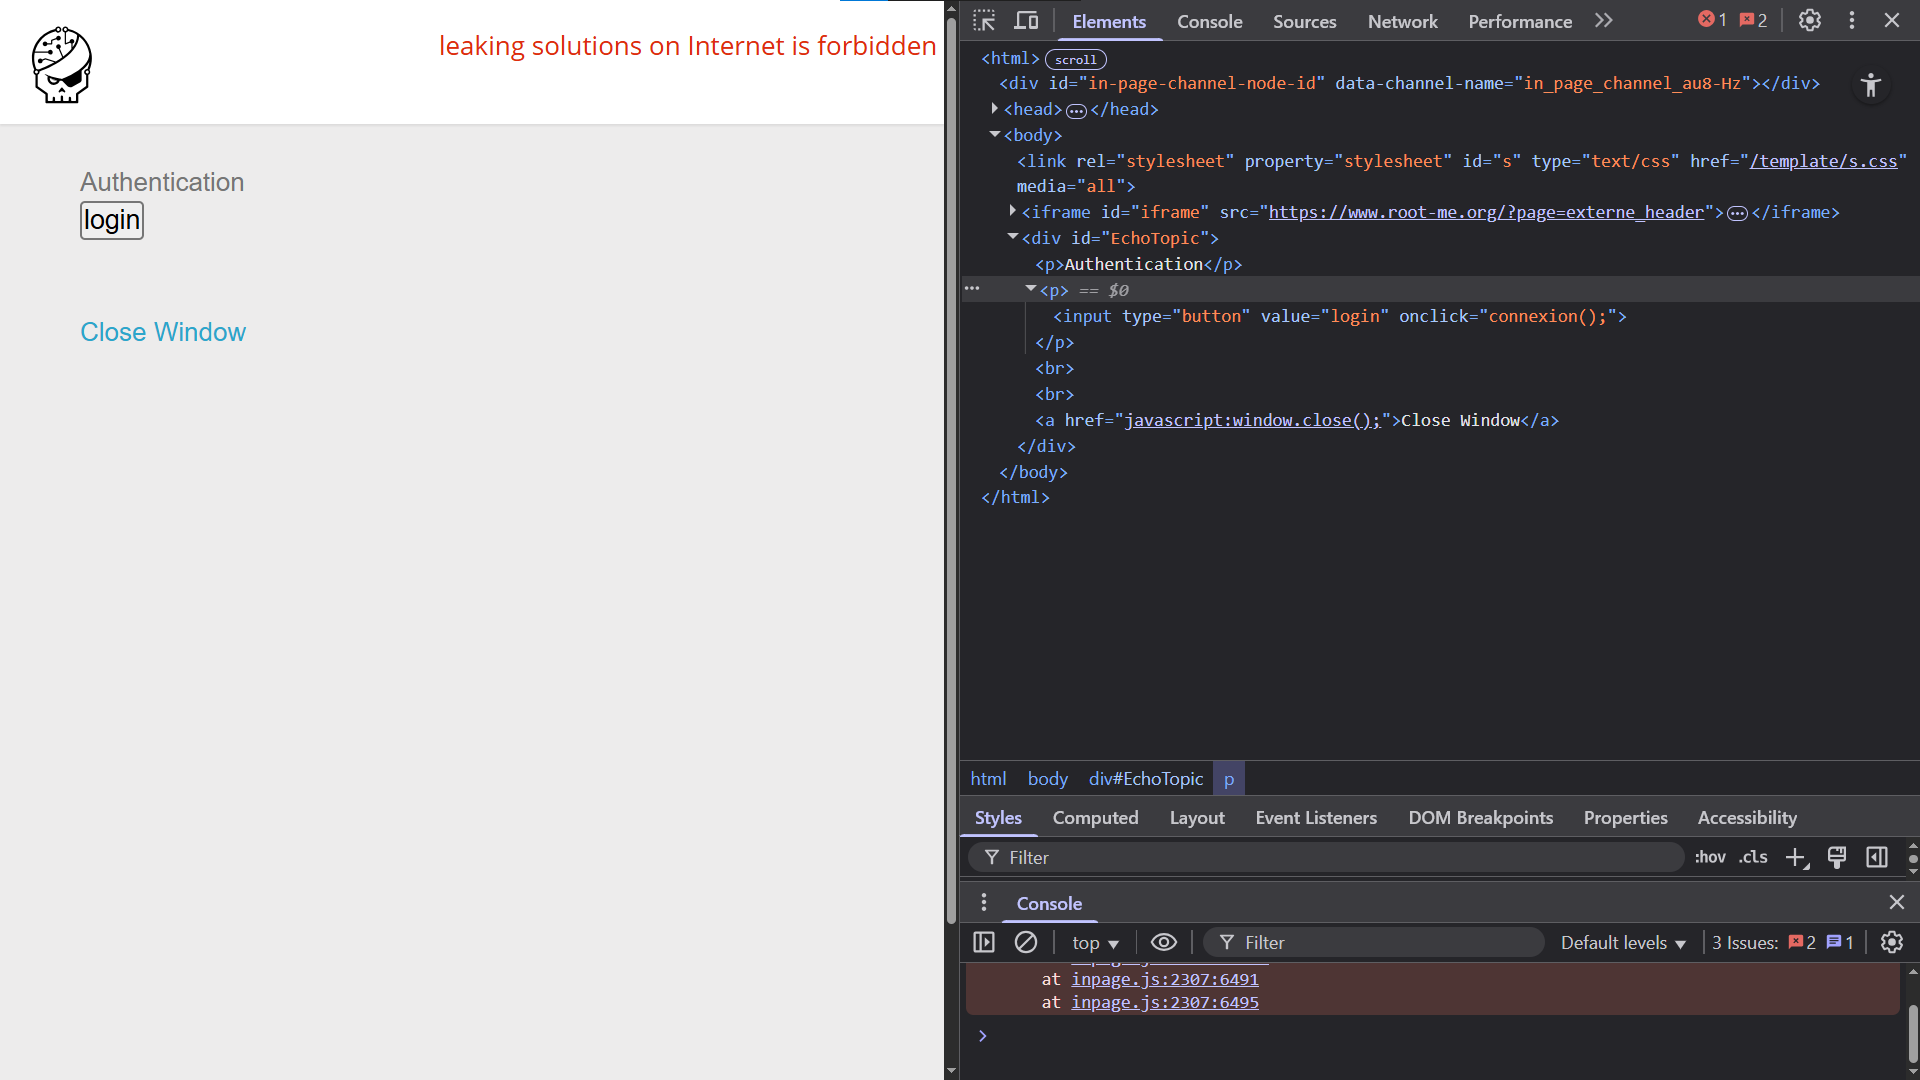 leaking solutions on Internet is forbidden
Authentication
login
Close Window
Elements Console Sources Network Performance 1 2
<html> scroll
<div id="in-page-channel-node-id" data-channel-name="in_page_channel_au8-Hz"></div>
<head> … </head>
<body>
<link rel="stylesheet" property="stylesheet" id="s" type="text/css" href="/template/s.css"
media="all">
<iframe id="iframe" src="https://www.root-me.org/?page=externe_header"> … </iframe>
<div id="EchoTopic">
<p>Authentication</p>
… <p> == $0
<input type="button" value="login" onclick="connexion();">
</p>
<br>
<br>
<a href="javascript:window.close();">Close Window</a>
</div>
</body>
</html>
html body div#EchoTopic p
Styles Computed Layout Event Listeners DOM Breakpoints Properties Accessibility
Filter :hov .cls
Console
top Filter Default levels 3 Issues: 2 1
at inpage.js:2307:6491
at inpage.js:2307:6495